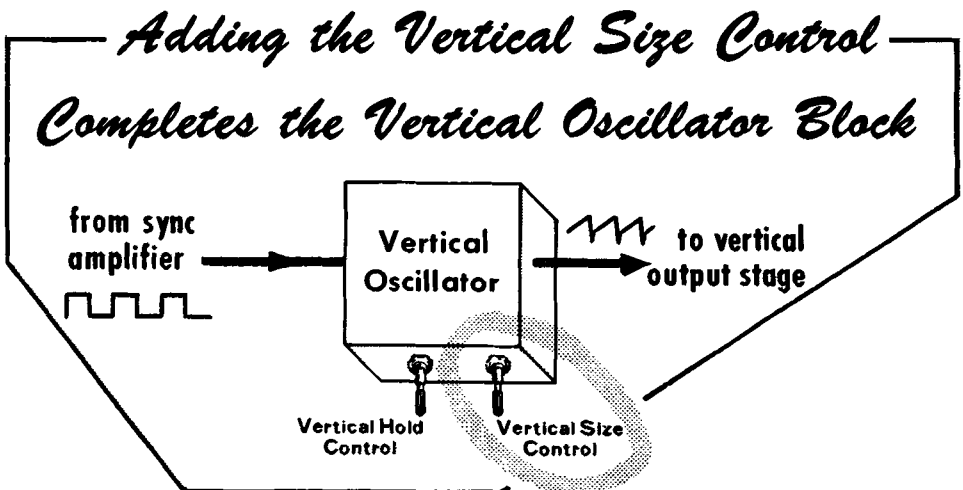 Adding the Vertical Size Control
Completes the Vertical Oscillator Block
from sync
amplifier
Vertical
Oscillator
to vertical
output stage
Vertical Hold
Control
Vertical Size
Control